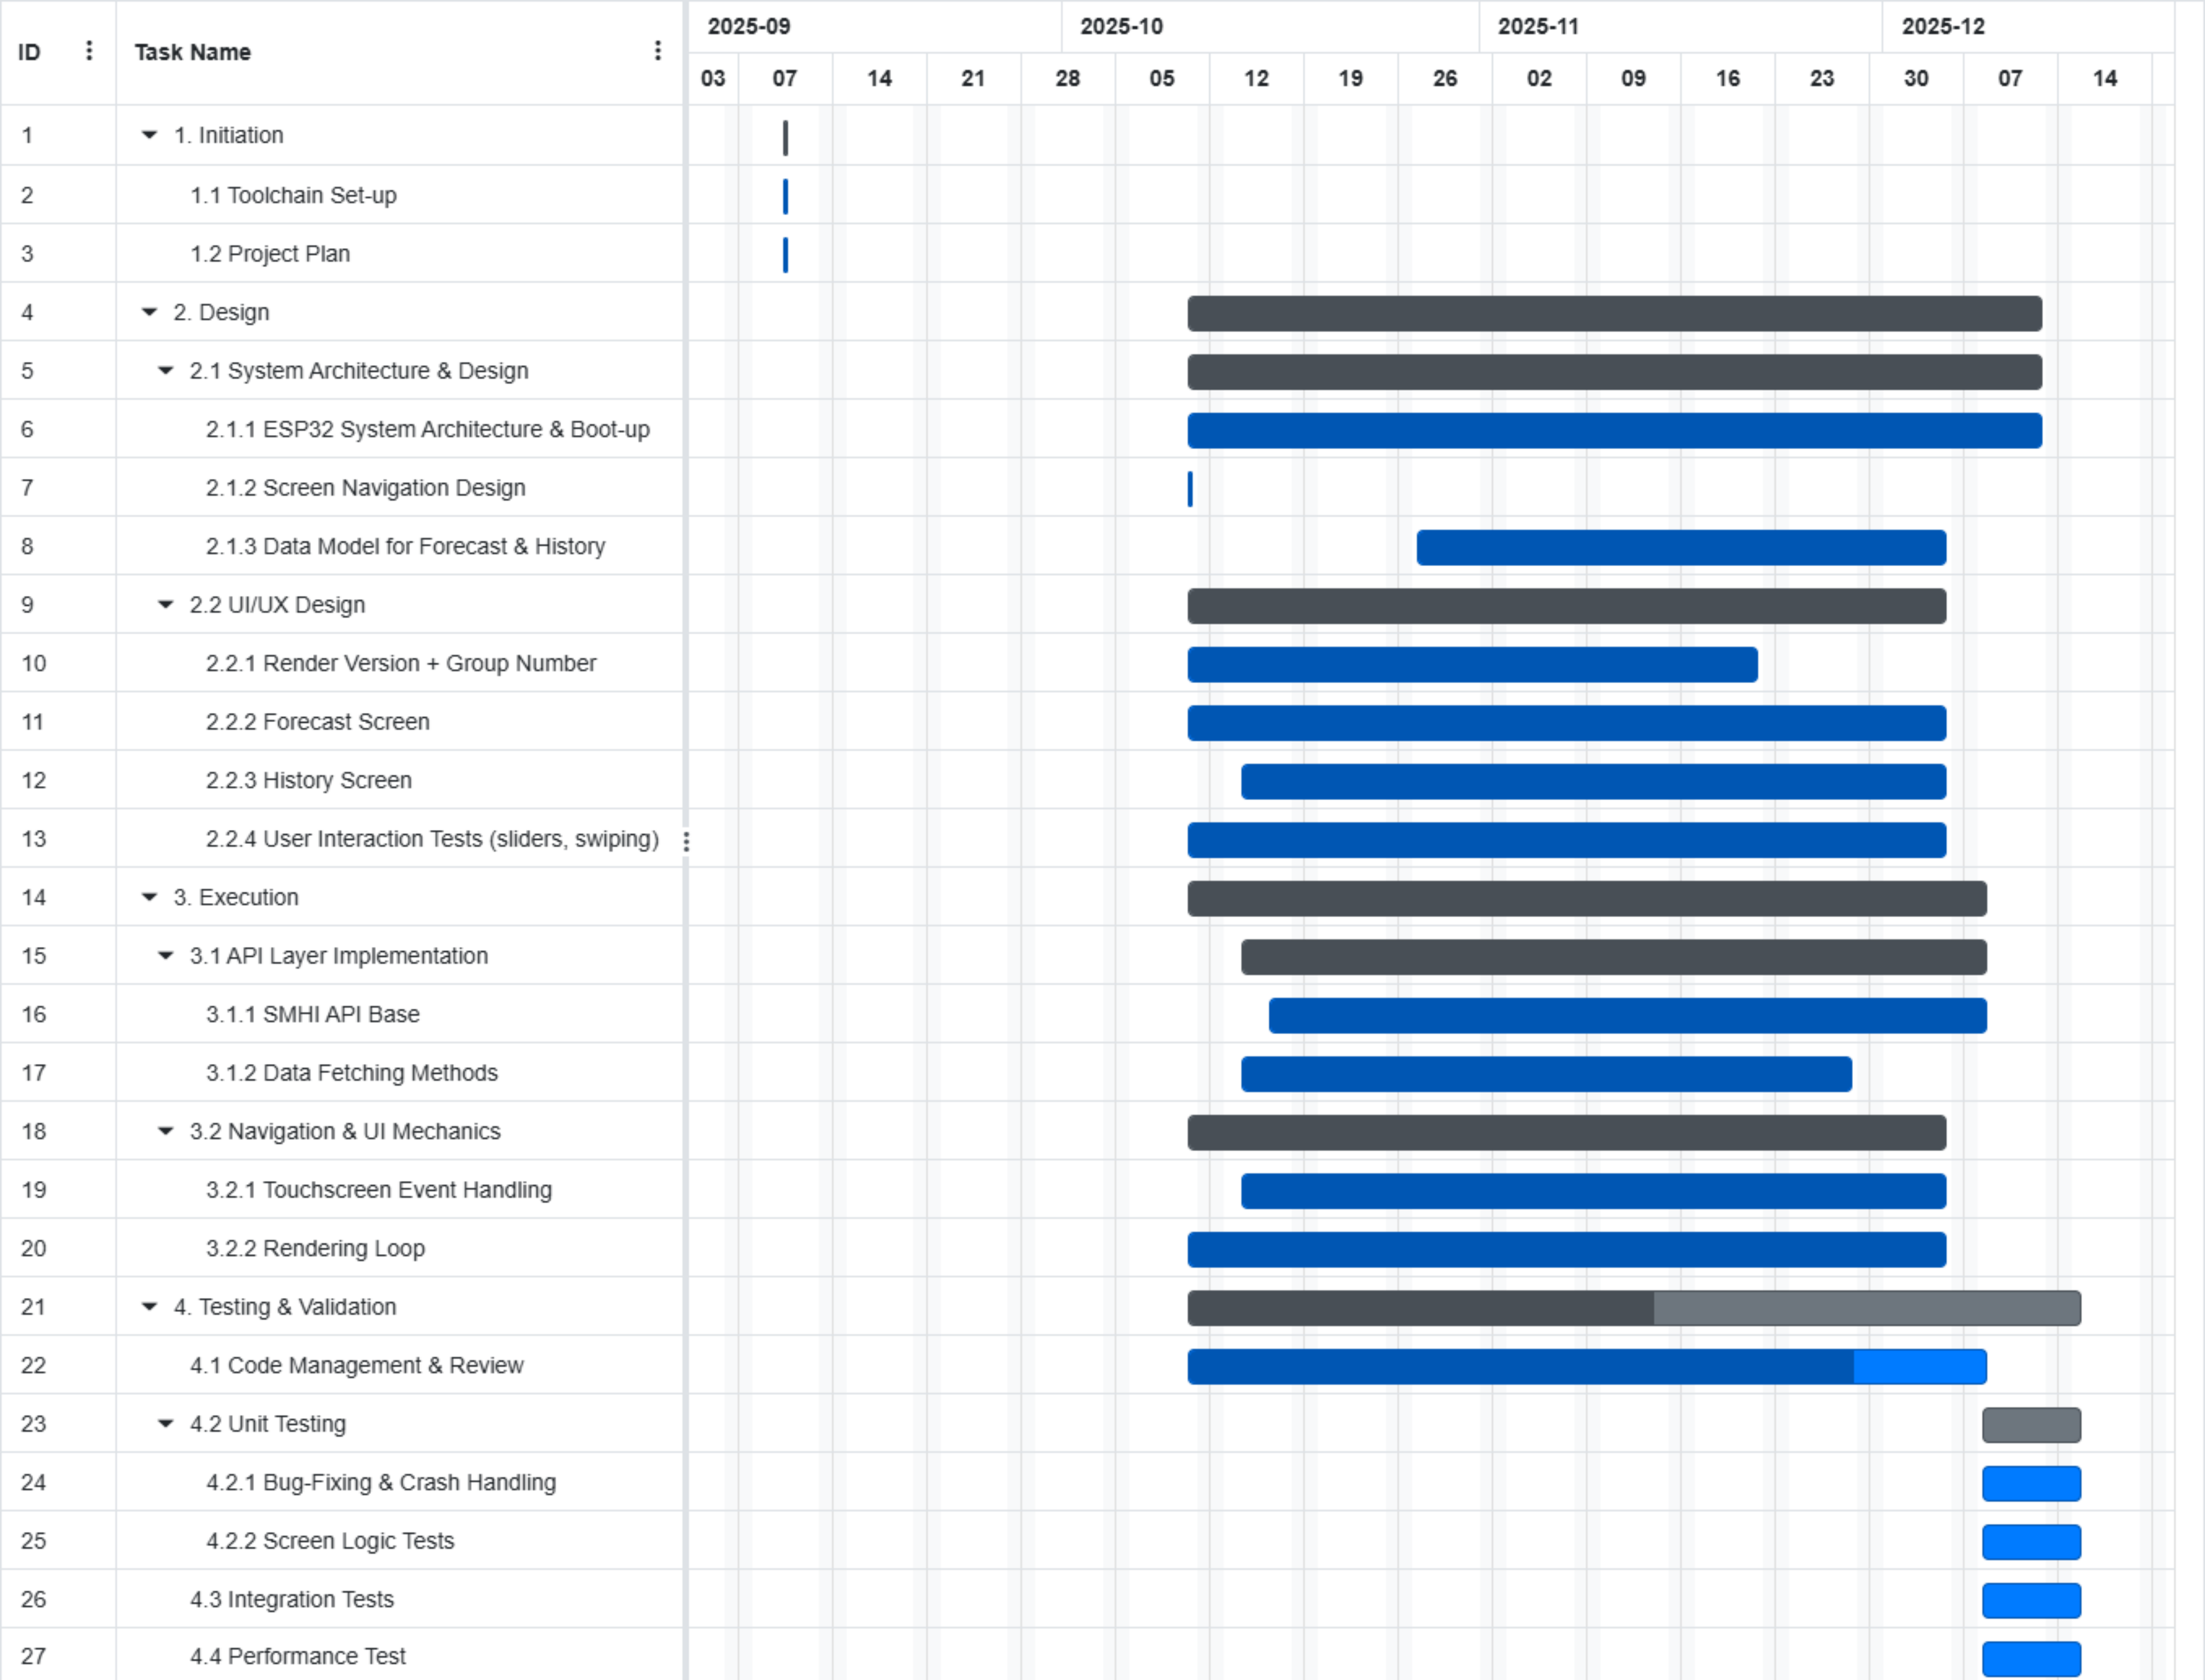 ID Task Name 2025-09 2025-10 2025-11 2025-12
03 07 14 21 28 05 12 19 26 02 09 16 23 30 07 14
1 1. Initiation
2 1.1 Toolchain Set-up
3 1.2 Project Plan
4 2. Design
5 2.1 System Architecture & Design
6 2.1.1 ESP32 System Architecture & Boot-up
7 2.1.2 Screen Navigation Design
8 2.1.3 Data Model for Forecast & History
9 2.2 UI/UX Design
10 2.2.1 Render Version + Group Number
11 2.2.2 Forecast Screen
12 2.2.3 History Screen
13 2.2.4 User Interaction Tests (sliders, swiping)
14 3. Execution
15 3.1 API Layer Implementation
16 3.1.1 SMHI API Base
17 3.1.2 Data Fetching Methods
18 3.2 Navigation & UI Mechanics
19 3.2.1 Touchscreen Event Handling
20 3.2.2 Rendering Loop
21 4. Testing & Validation
22 4.1 Code Management & Review
23 4.2 Unit Testing
24 4.2.1 Bug-Fixing & Crash Handling
25 4.2.2 Screen Logic Tests
26 4.3 Integration Tests
27 4.4 Performance Test